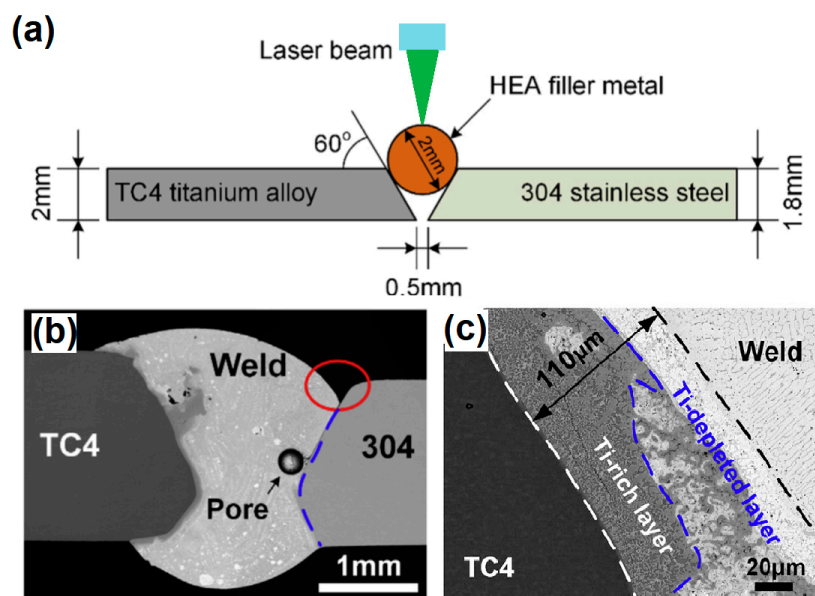 (a)
Laser beam
HEA filler metal
60°
2mm
2mm
TC4 titanium alloy
304 stainless steel
1.8mm
0.5mm
(b)
Weld
TC4
304
Pore
1mm
(c)
110μm
Weld
Ti-depleted layer
Ti-rich layer
TC4
20μm